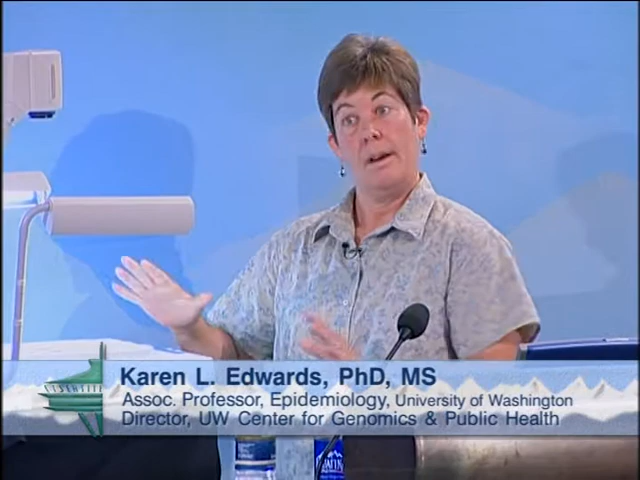 Karen L. Edwards, PhD, MS
Assoc. Professor, Epidemiology, University of Washington
Director, UW Center for Genomics & Public Health